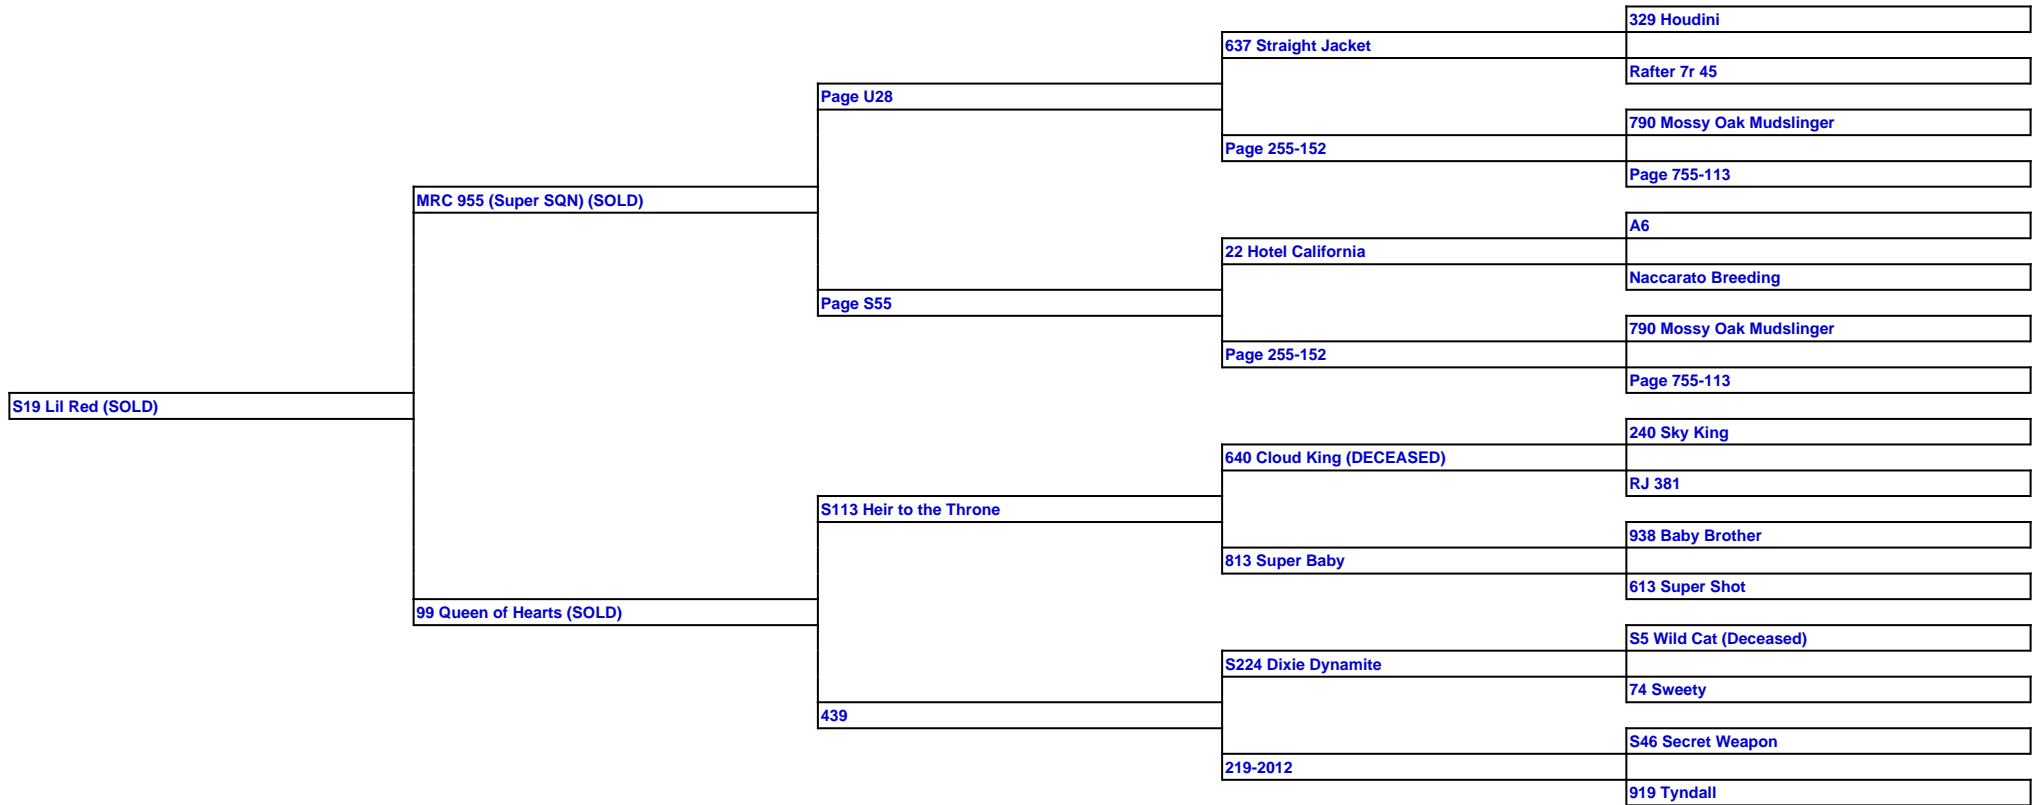 329 Houdini
637 Straight Jacket
Rafter 7r 45
Page U28
790 Mossy Oak Mudslinger
Page 255-152
Page 755-113
MRC 955 (Super SQN) (SOLD)
A6
22 Hotel California
Naccarato Breeding
Page S55
790 Mossy Oak Mudslinger
Page 255-152
Page 755-113
S19 Lil Red (SOLD)
240 Sky King
640 Cloud King (DECEASED)
RJ 381
S113 Heir to the Throne
938 Baby Brother
813 Super Baby
613 Super Shot
99 Queen of Hearts (SOLD)
S5 Wild Cat (Deceased)
S224 Dixie Dynamite
74 Sweety
439
S46 Secret Weapon
219-2012
919 Tyndall